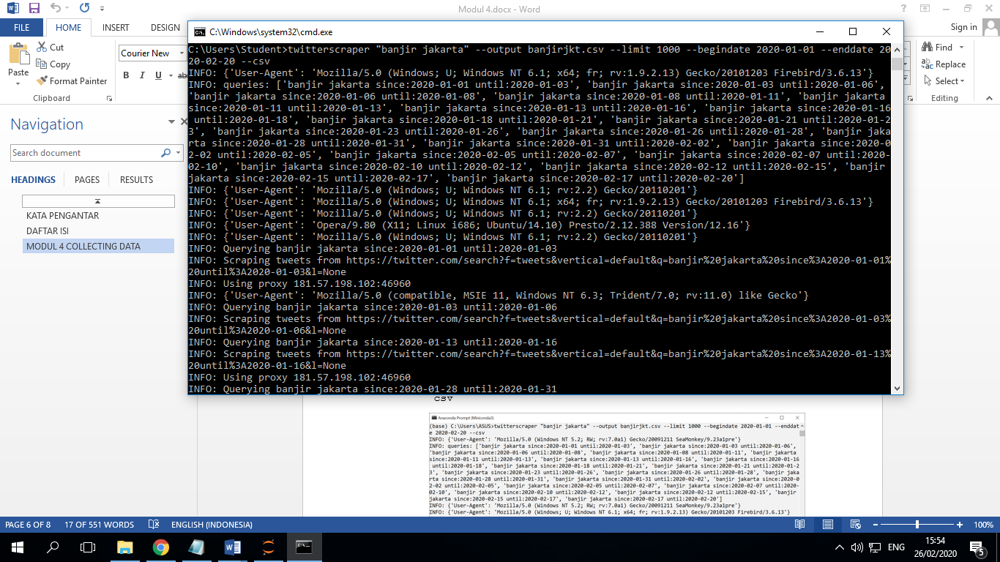 Modul 4.docx - Word
FILE
HOME
INSERT
DESIGN
Sign in
Cut
Copy
Format Painter
Paste
Clipboard
Courier New
B I U abc
Find
Replace
Select
Editing
Navigation
Search document
HEADINGS
PAGES
RESULTS
KATA PENGANTAR
DAFTAR ISI
MODUL 4 COLLECTING DATA
C:\Windows\system32\cmd.exe
C:\Users\Student>twitterscraper "banjir jakarta" --output banjirjkt.csv --limit 1000 --begindate 2020-01-01 --enddate 20
20-02-20 --csv
INFO: {'User-Agent': 'Mozilla/5.0 (Windows; U; Windows NT 6.1; x64; fr; rv:1.9.2.13) Gecko/20101203 Firebird/3.6.13'}
INFO: queries: ['banjir jakarta since:2020-01-01 until:2020-01-03', 'banjir jakarta since:2020-01-03 until:2020-01-06',
'banjir jakarta since:2020-01-06 until:2020-01-08', 'banjir jakarta since:2020-01-08 until:2020-01-11', 'banjir jakarta
since:2020-01-11 until:2020-01-13', 'banjir jakarta since:2020-01-13 until:2020-01-16', 'banjir jakarta since:2020-01-16
until:2020-01-18', 'banjir jakarta since:2020-01-18 until:2020-01-21', 'banjir jakarta since:2020-01-21 until:2020-01-2
3', 'banjir jakarta since:2020-01-23 until:2020-01-26', 'banjir jakarta since:2020-01-26 until:2020-01-28', 'banjir jaka
rta since:2020-01-28 until:2020-01-31', 'banjir jakarta since:2020-01-31 until:2020-02-02', 'banjir jakarta since:2020-0
2-02 until:2020-02-05', 'banjir jakarta since:2020-02-05 until:2020-02-07', 'banjir jakarta since:2020-02-07 until:2020-
02-10', 'banjir jakarta since:2020-02-10 until:2020-02-12', 'banjir jakarta since:2020-02-12 until:2020-02-15', 'banjir
jakarta since:2020-02-15 until:2020-02-17', 'banjir jakarta since:2020-02-17 until:2020-02-20']
INFO: {'User-Agent': 'Mozilla/5.0 (Windows; U; Windows NT 6.1; rv:2.2) Gecko/20110201'}
INFO: {'User-Agent': 'Mozilla/5.0 (Windows; U; Windows NT 6.1; x64; fr; rv:1.9.2.13) Gecko/20101203 Firebird/3.6.13'}
INFO: {'User-Agent': 'Mozilla/5.0 (Windows; U; Windows NT 6.1; rv:2.2) Gecko/20110201'}
INFO: {'User-Agent': 'Opera/9.80 (X11; Linux i686; Ubuntu/14.10) Presto/2.12.388 Version/12.16'}
INFO: {'User-Agent': 'Mozilla/5.0 (Windows; U; Windows NT 6.1; rv:2.2) Gecko/20110201'}
INFO: Querying banjir jakarta since:2020-01-01 until:2020-01-03
INFO: Scraping tweets from https://twitter.com/search?f=tweets&vertical=default&q=banjir%20jakarta%20since%3A2020-01-01%
20until%3A2020-01-03&l=None
INFO: Using proxy 181.57.198.102:46960
INFO: {'User-Agent': 'Mozilla/5.0 (compatible, MSIE 11, Windows NT 6.3; Trident/7.0; rv:11.0) like Gecko'}
INFO: Querying banjir jakarta since:2020-01-03 until:2020-01-06
INFO: Scraping tweets from https://twitter.com/search?f=tweets&vertical=default&q=banjir%20jakarta%20since%3A2020-01-03%
20until%3A2020-01-06&l=None
INFO: Querying banjir jakarta since:2020-01-13 until:2020-01-16
INFO: Scraping tweets from https://twitter.com/search?f=tweets&vertical=default&q=banjir%20jakarta%20since%3A2020-01-13%
20until%3A2020-01-16&l=None
INFO: Using proxy 181.57.198.102:46960
INFO: Querying banjir jakarta since:2020-01-28 until:2020-01-31
csv
Anaconda Prompt (Miniconda3)
(base) C:\Users\ASUS>twitterscraper "banjir jakarta" --output banjirjkt.csv --limit 1000 --begindate 2020-01-01 --enddat
e 2020-02-20 --csv
INFO: {'User-Agent': 'Mozilla/5.0 (Windows NT 5.2; RW; rv:7.0a1) Gecko/20091211 SeaMonkey/9.23a1pre'}
INFO: queries: ['banjir jakarta since:2020-01-01 until:2020-01-03', 'banjir jakarta since:2020-01-03 until:2020-01-06',
'banjir jakarta since:2020-01-06 until:2020-01-08', 'banjir jakarta since:2020-01-08 until:2020-01-11', 'banjir jakarta
since:2020-01-11 until:2020-01-13', 'banjir jakarta since:2020-01-13 until:2020-01-16', 'banjir jakarta since:2020-01-16
until:2020-01-18', 'banjir jakarta since:2020-01-18 until:2020-01-21', 'banjir jakarta since:2020-01-21 until:2020-01-2
3', 'banjir jakarta since:2020-01-23 until:2020-01-26', 'banjir jakarta since:2020-01-26 until:2020-01-28', 'banjir jaka
rta since:2020-01-28 until:2020-01-31', 'banjir jakarta since:2020-01-31 until:2020-02-02', 'banjir jakarta since:2020-0
2-02 until:2020-02-05', 'banjir jakarta since:2020-02-05 until:2020-02-07', 'banjir jakarta since:2020-02-07 until:2020-
02-10', 'banjir jakarta since:2020-02-10 until:2020-02-12', 'banjir jakarta since:2020-02-12 until:2020-02-15', 'banjir
jakarta since:2020-02-15 until:2020-02-17', 'banjir jakarta since:2020-02-17 until:2020-02-20']
INFO: {'User-Agent': 'Mozilla/5.0 (Windows NT 5.2; RW; rv:7.0a1) Gecko/20091211 SeaMonkey/9.23a1pre'}
INFO: {'User-Agent': 'Mozilla/5.0 (Windows; U; Windows NT 6.1; x64; fr; rv:1.9.2.13) Gecko/20101203 Firebird/3.6.13'}
PAGE 6 OF 8
17 OF 551 WORDS
ENGLISH (INDONESIA)
100%
ENG
15:54
26/02/2020
5